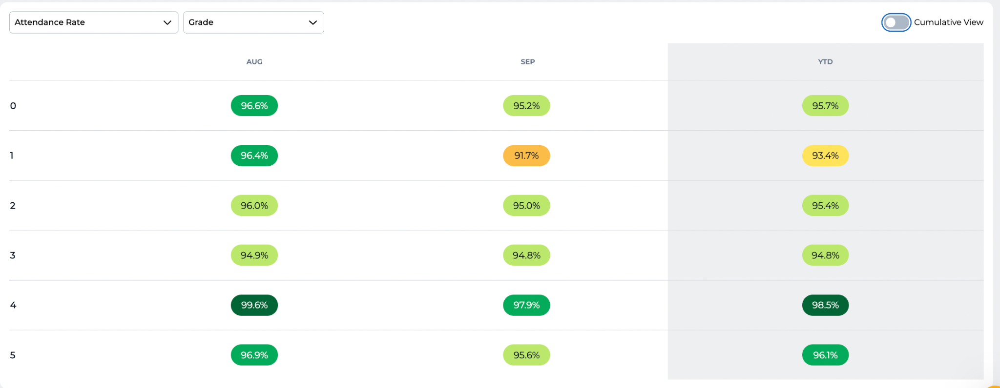 Attendance Rate Grade Cumulative View
AUG SEP YTD
0 96.6% 95.2% 95.7%
1 96.4% 91.7% 93.4%
2 96.0% 95.0% 95.4%
3 94.9% 94.8% 94.8%
4 99.6% 97.9% 98.5%
5 96.9% 95.6% 96.1%